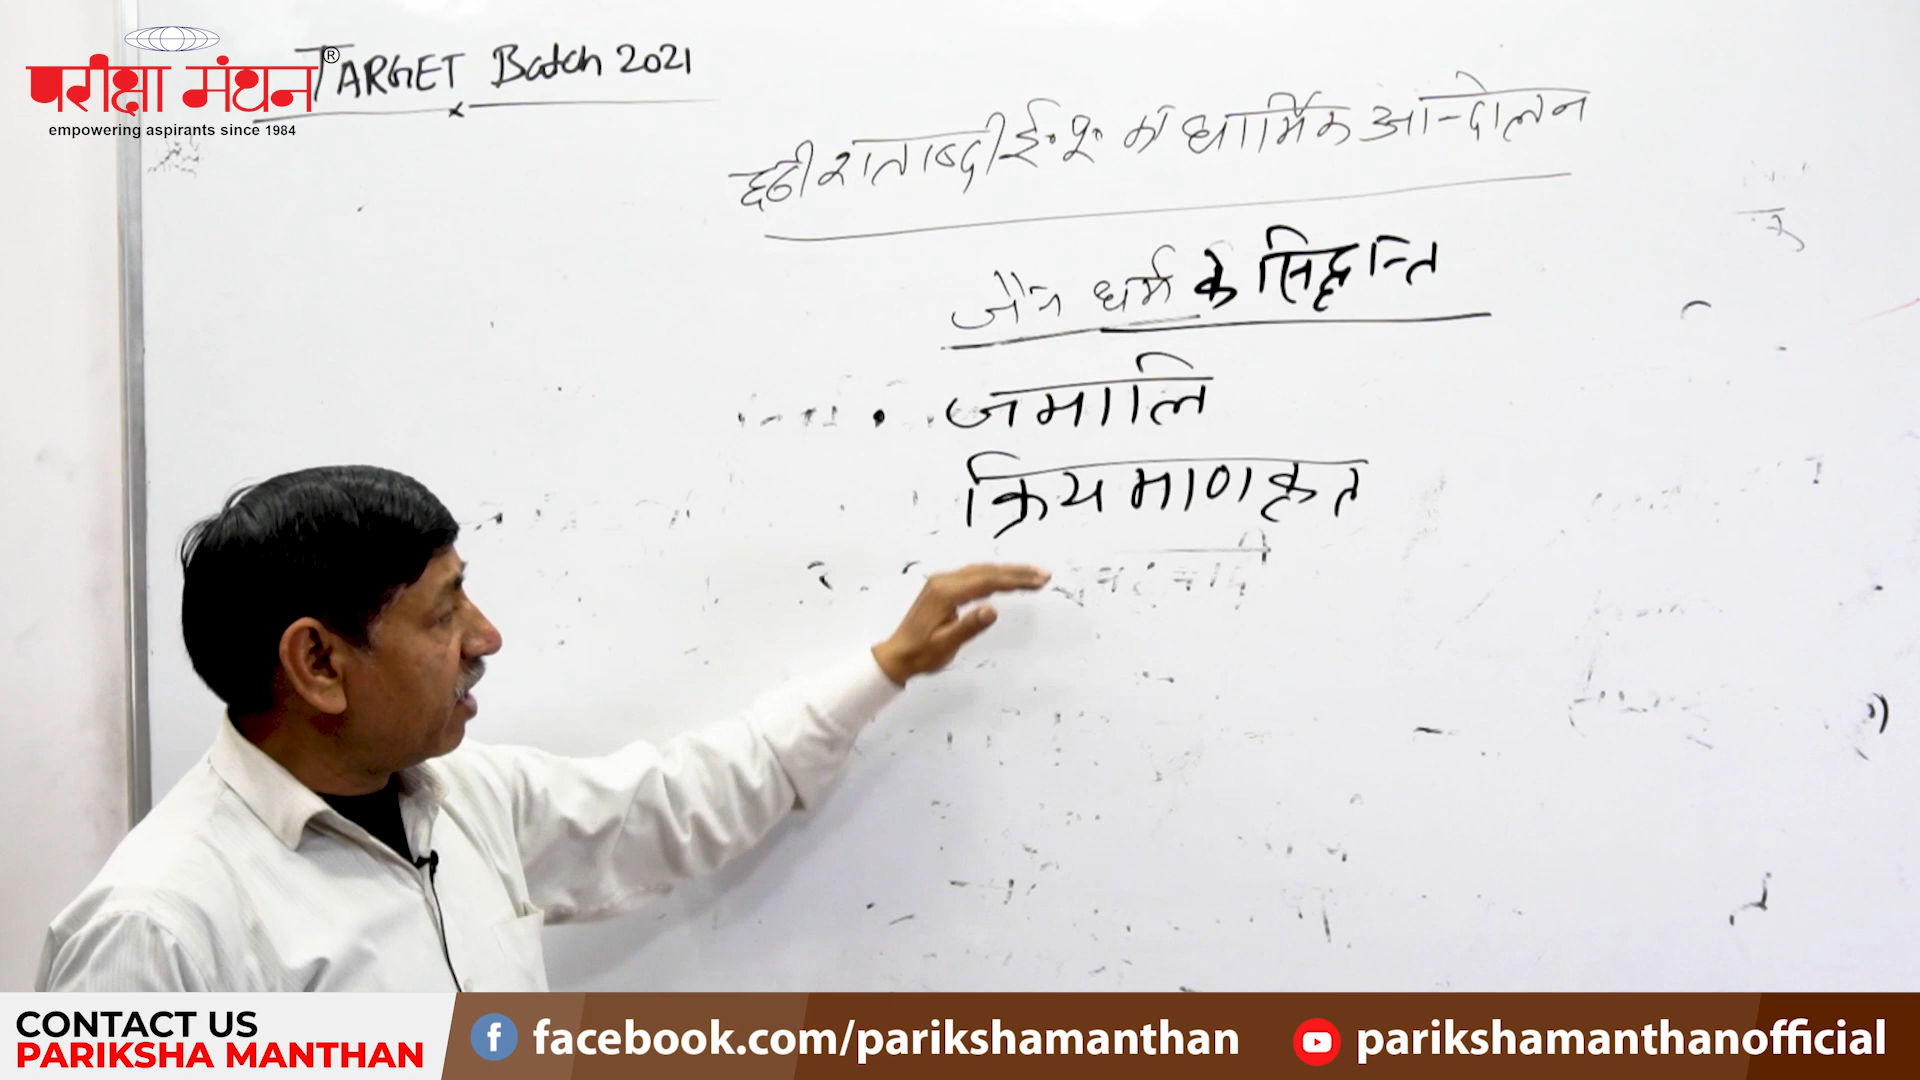 परीक्षा मंथन®
empowering aspirants since 1984
TARGET Batch 2021
छठी शताब्दी ई॰ पू॰ के धार्मिक आन्दोलन
जैन धर्म के सिद्धान्त
• जमालि
क्रियमाणकृत
CONTACT US
PARIKSHA MANTHAN
facebook.com/parikshamanthan
parikshamanthanofficial